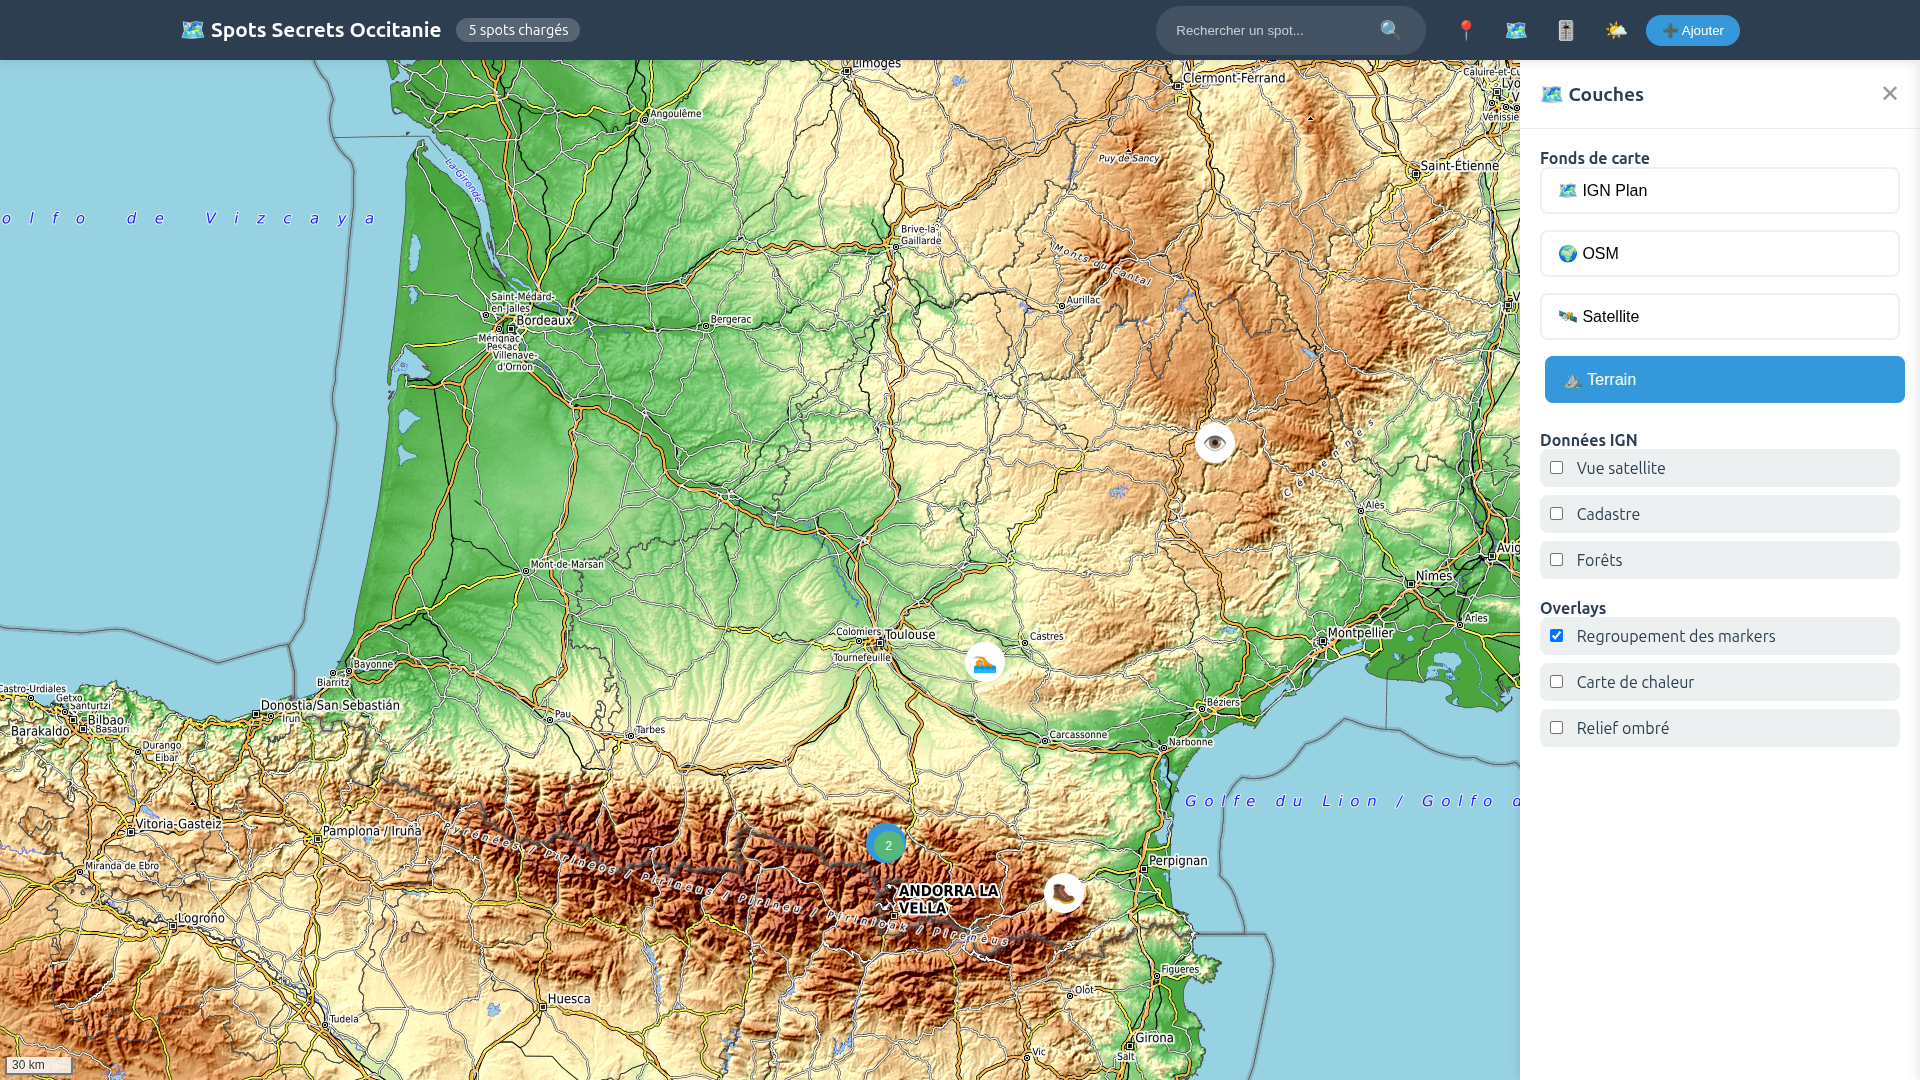 🗺️ Spots Secrets Occitanie
5 spots chargés
Rechercher un spot...
➕ Ajouter
🗺️ Couches
✕
Fonds de carte
🗺️ IGN Plan
🌍 OSM
🛰️ Satellite
⛰️ Terrain
Données IGN
Vue satellite
Cadastre
Forêts
Overlays
Regroupement des markers
Carte de chaleur
Relief ombré
Limoges
Clermont-Ferrand
Angoulême
Puy de Sancy
Saint-Étienne
La Gironde
olfo de Vizcaya
Brive-la-
Gaillarde
Monts du Cantal
Aurillac
Saint-Médard-
en-Jalles
Bordeaux
Mérignac
Pessac
Villenave-
d'Ornon
Bergerac
Cévennes
Alès
Mont-de-Marsan
Nîmes
Arles
Colomiers
Toulouse
Tournefeuille
Castres
Montpellier
Bayonne
Biarritz
Castro-Urdiales
Getxo
Santurtzi
Bilbao
Barakaldo
Basauri
Donostia/San Sebastián
Irun
Durango
Eibar
Pau
Tarbes
Béziers
Carcassonne
Narbonne
Golfe du Lion / Golfo d
Vitoria-Gasteiz
Pamplona / Iruña
Miranda de Ebro
Pyrénées / Pirineos / Pirineus / Pirineu / Pirinioak / Pirenèus
2
ANDORRA LA
VELLA
Perpignan
Logroño
Figueres
Huesca
Olot
Tudela
Girona
Salt
Vic
30 km